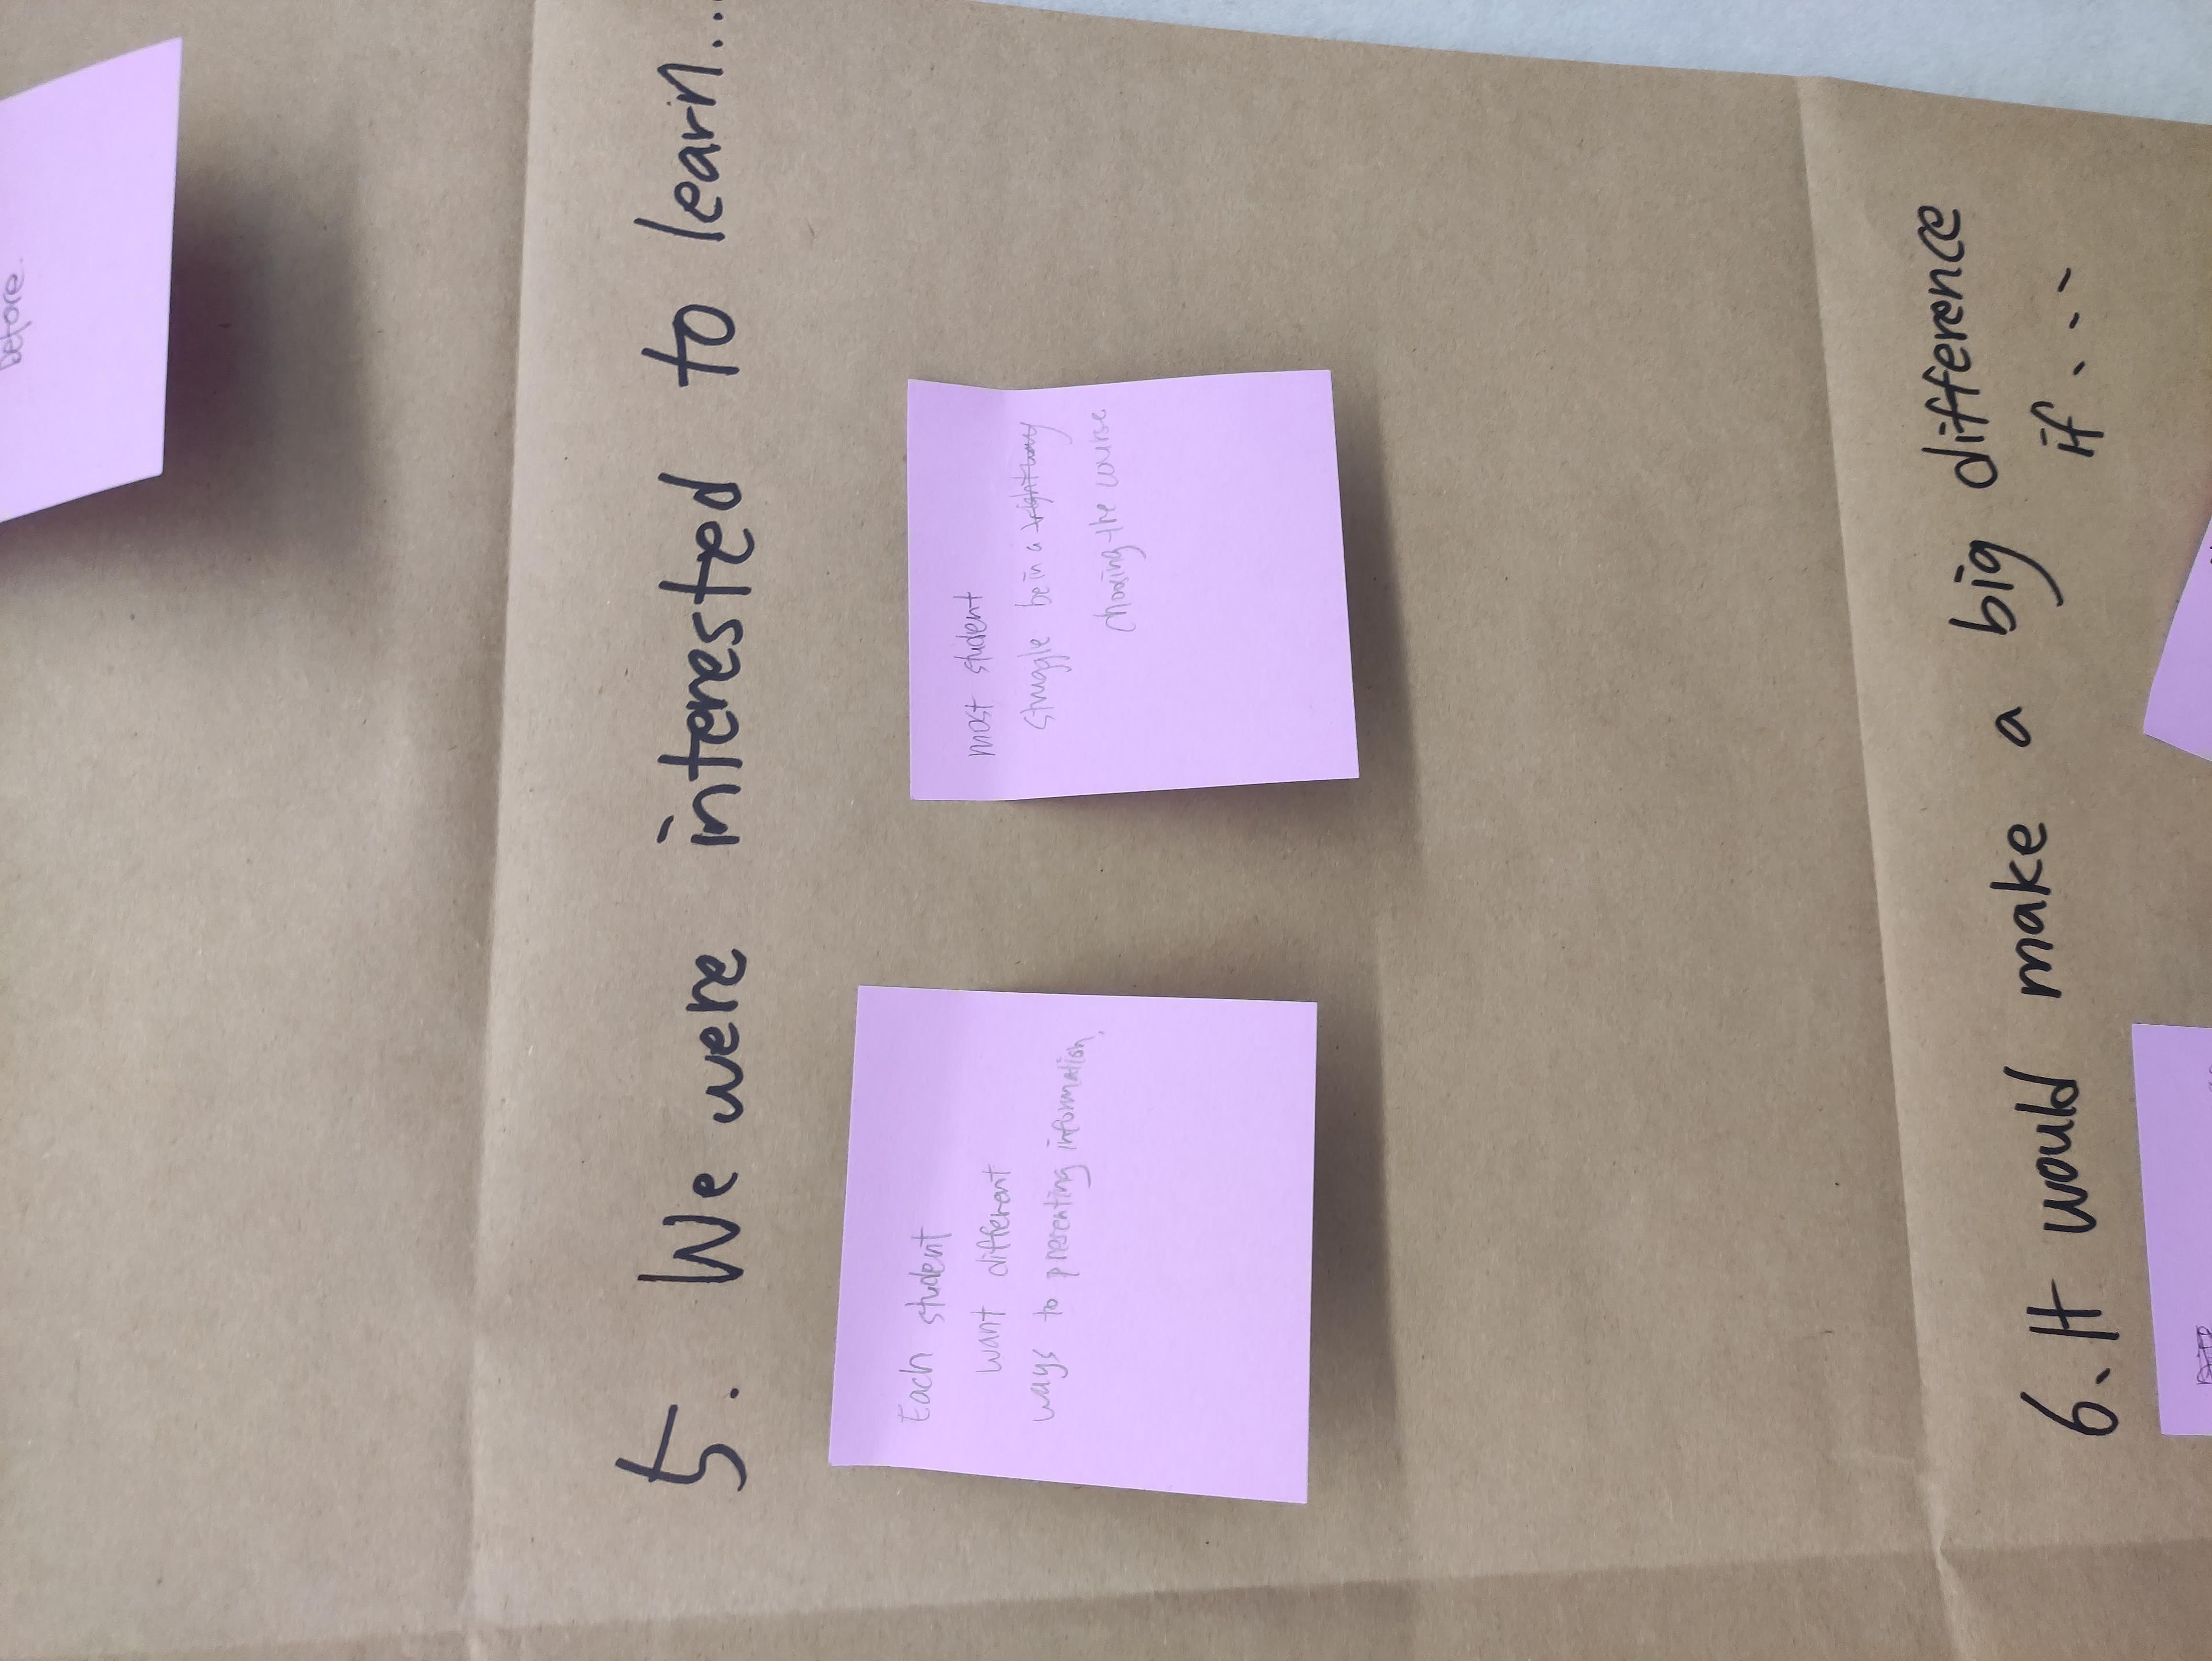 before.
5. We were interested to learn...
Each student
want different
ways to presenting information.
most student
struggle be in a right way
choosing the course
6. It would make a big difference
if...